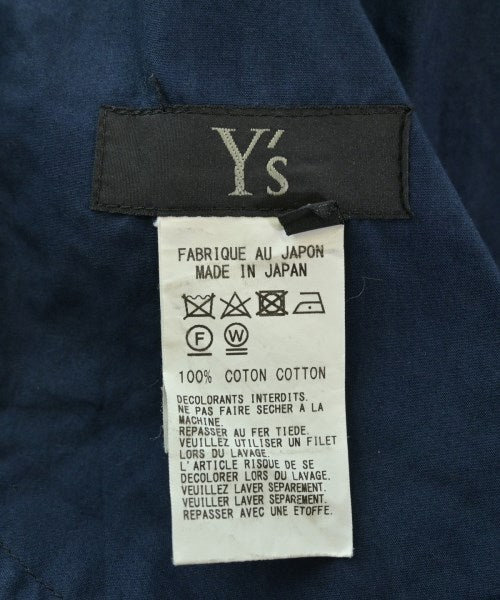 Y's
FABRIQUE AU JAPON
MADE IN JAPAN
F W
100% COTON COTTON
DECOLORANTS INTERDITS.
NE PAS FAIRE SECHER A LA
MACHINE.
REPASSER AU FER TIEDE.
VEUILLEZ UTILISER UN FILET
LORS DU LAVAGE.
L'ARTICLE RISQUE DE SE
DECOLORER LORS DU LAVAGE.
VEUILLEZ LAVER SEPAREMENT.
VEUILLEZ LAVER SEPAREMENT.
REPASSER AVEC UNE ETOFFE.